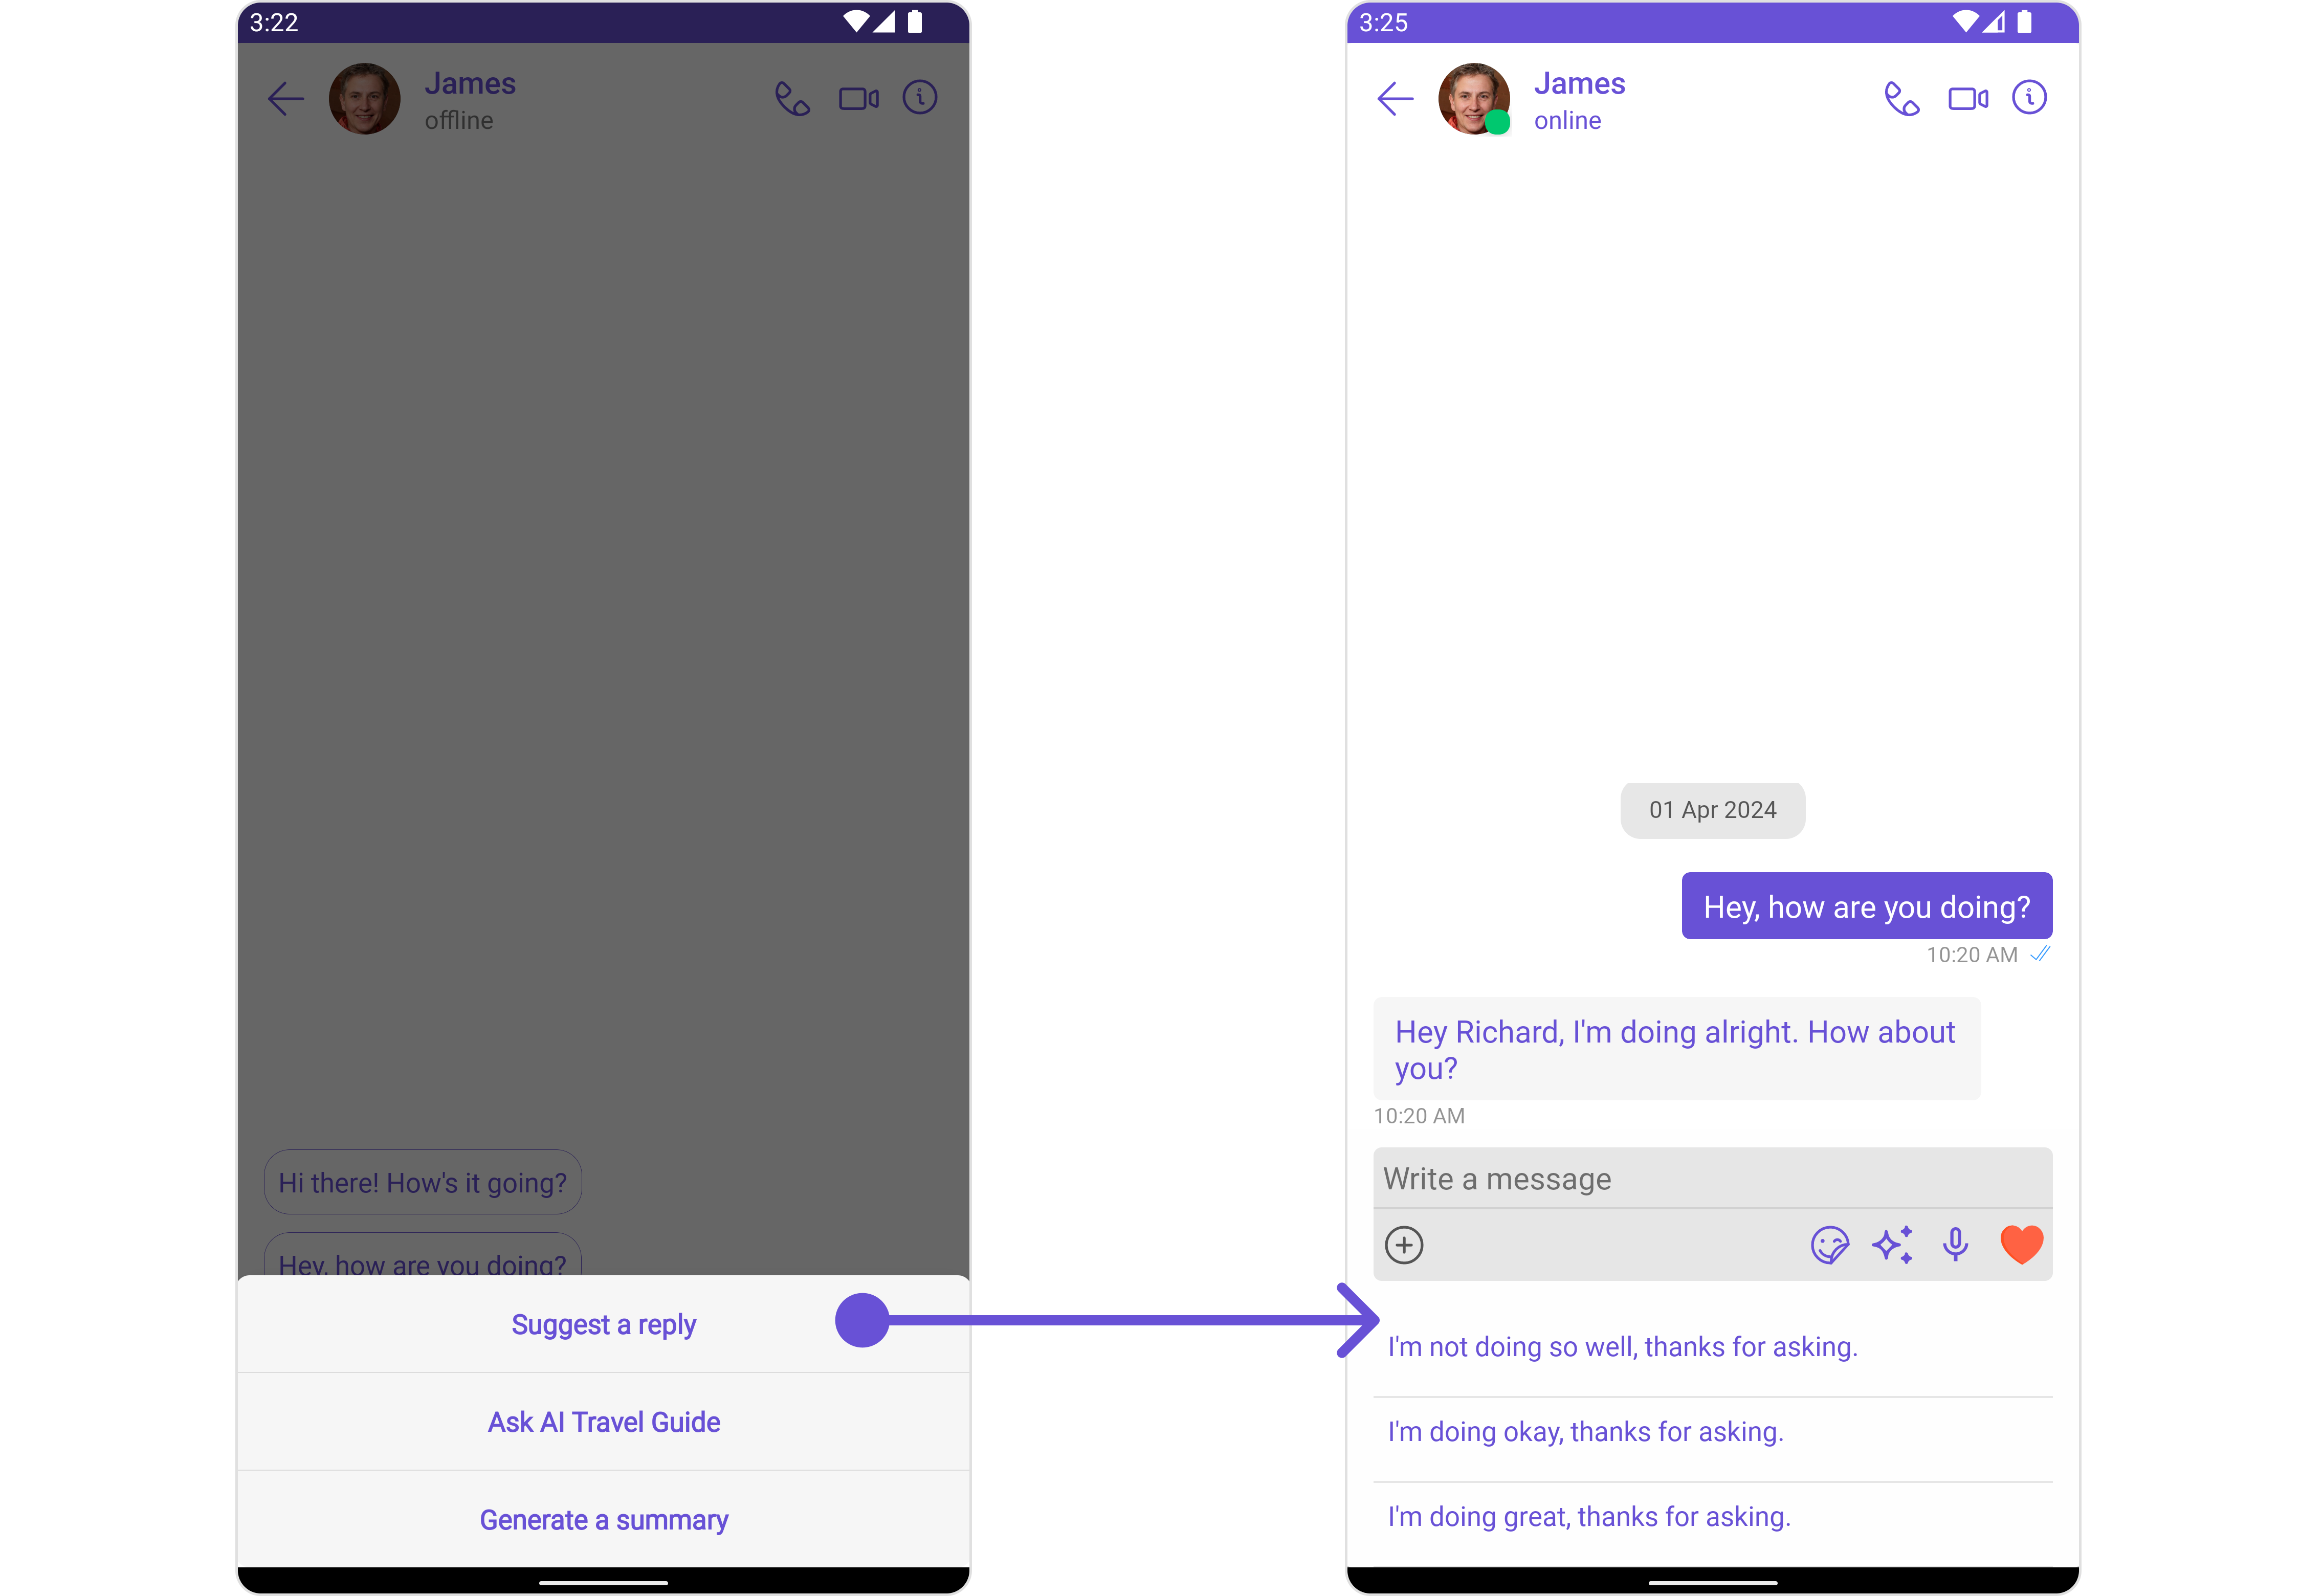 3:22
James
offline
Hi there! How's it going?
Hey, how are you doing?
Suggest a reply
Ask AI Travel Guide
Generate a summary
3:25
James
online
01 Apr 2024
Hey, how are you doing?
10:20 AM
Hey Richard, I'm doing alright. How about
you?
10:20 AM
Write a message
I'm not doing so well, thanks for asking.
I'm doing okay, thanks for asking.
I'm doing great, thanks for asking.